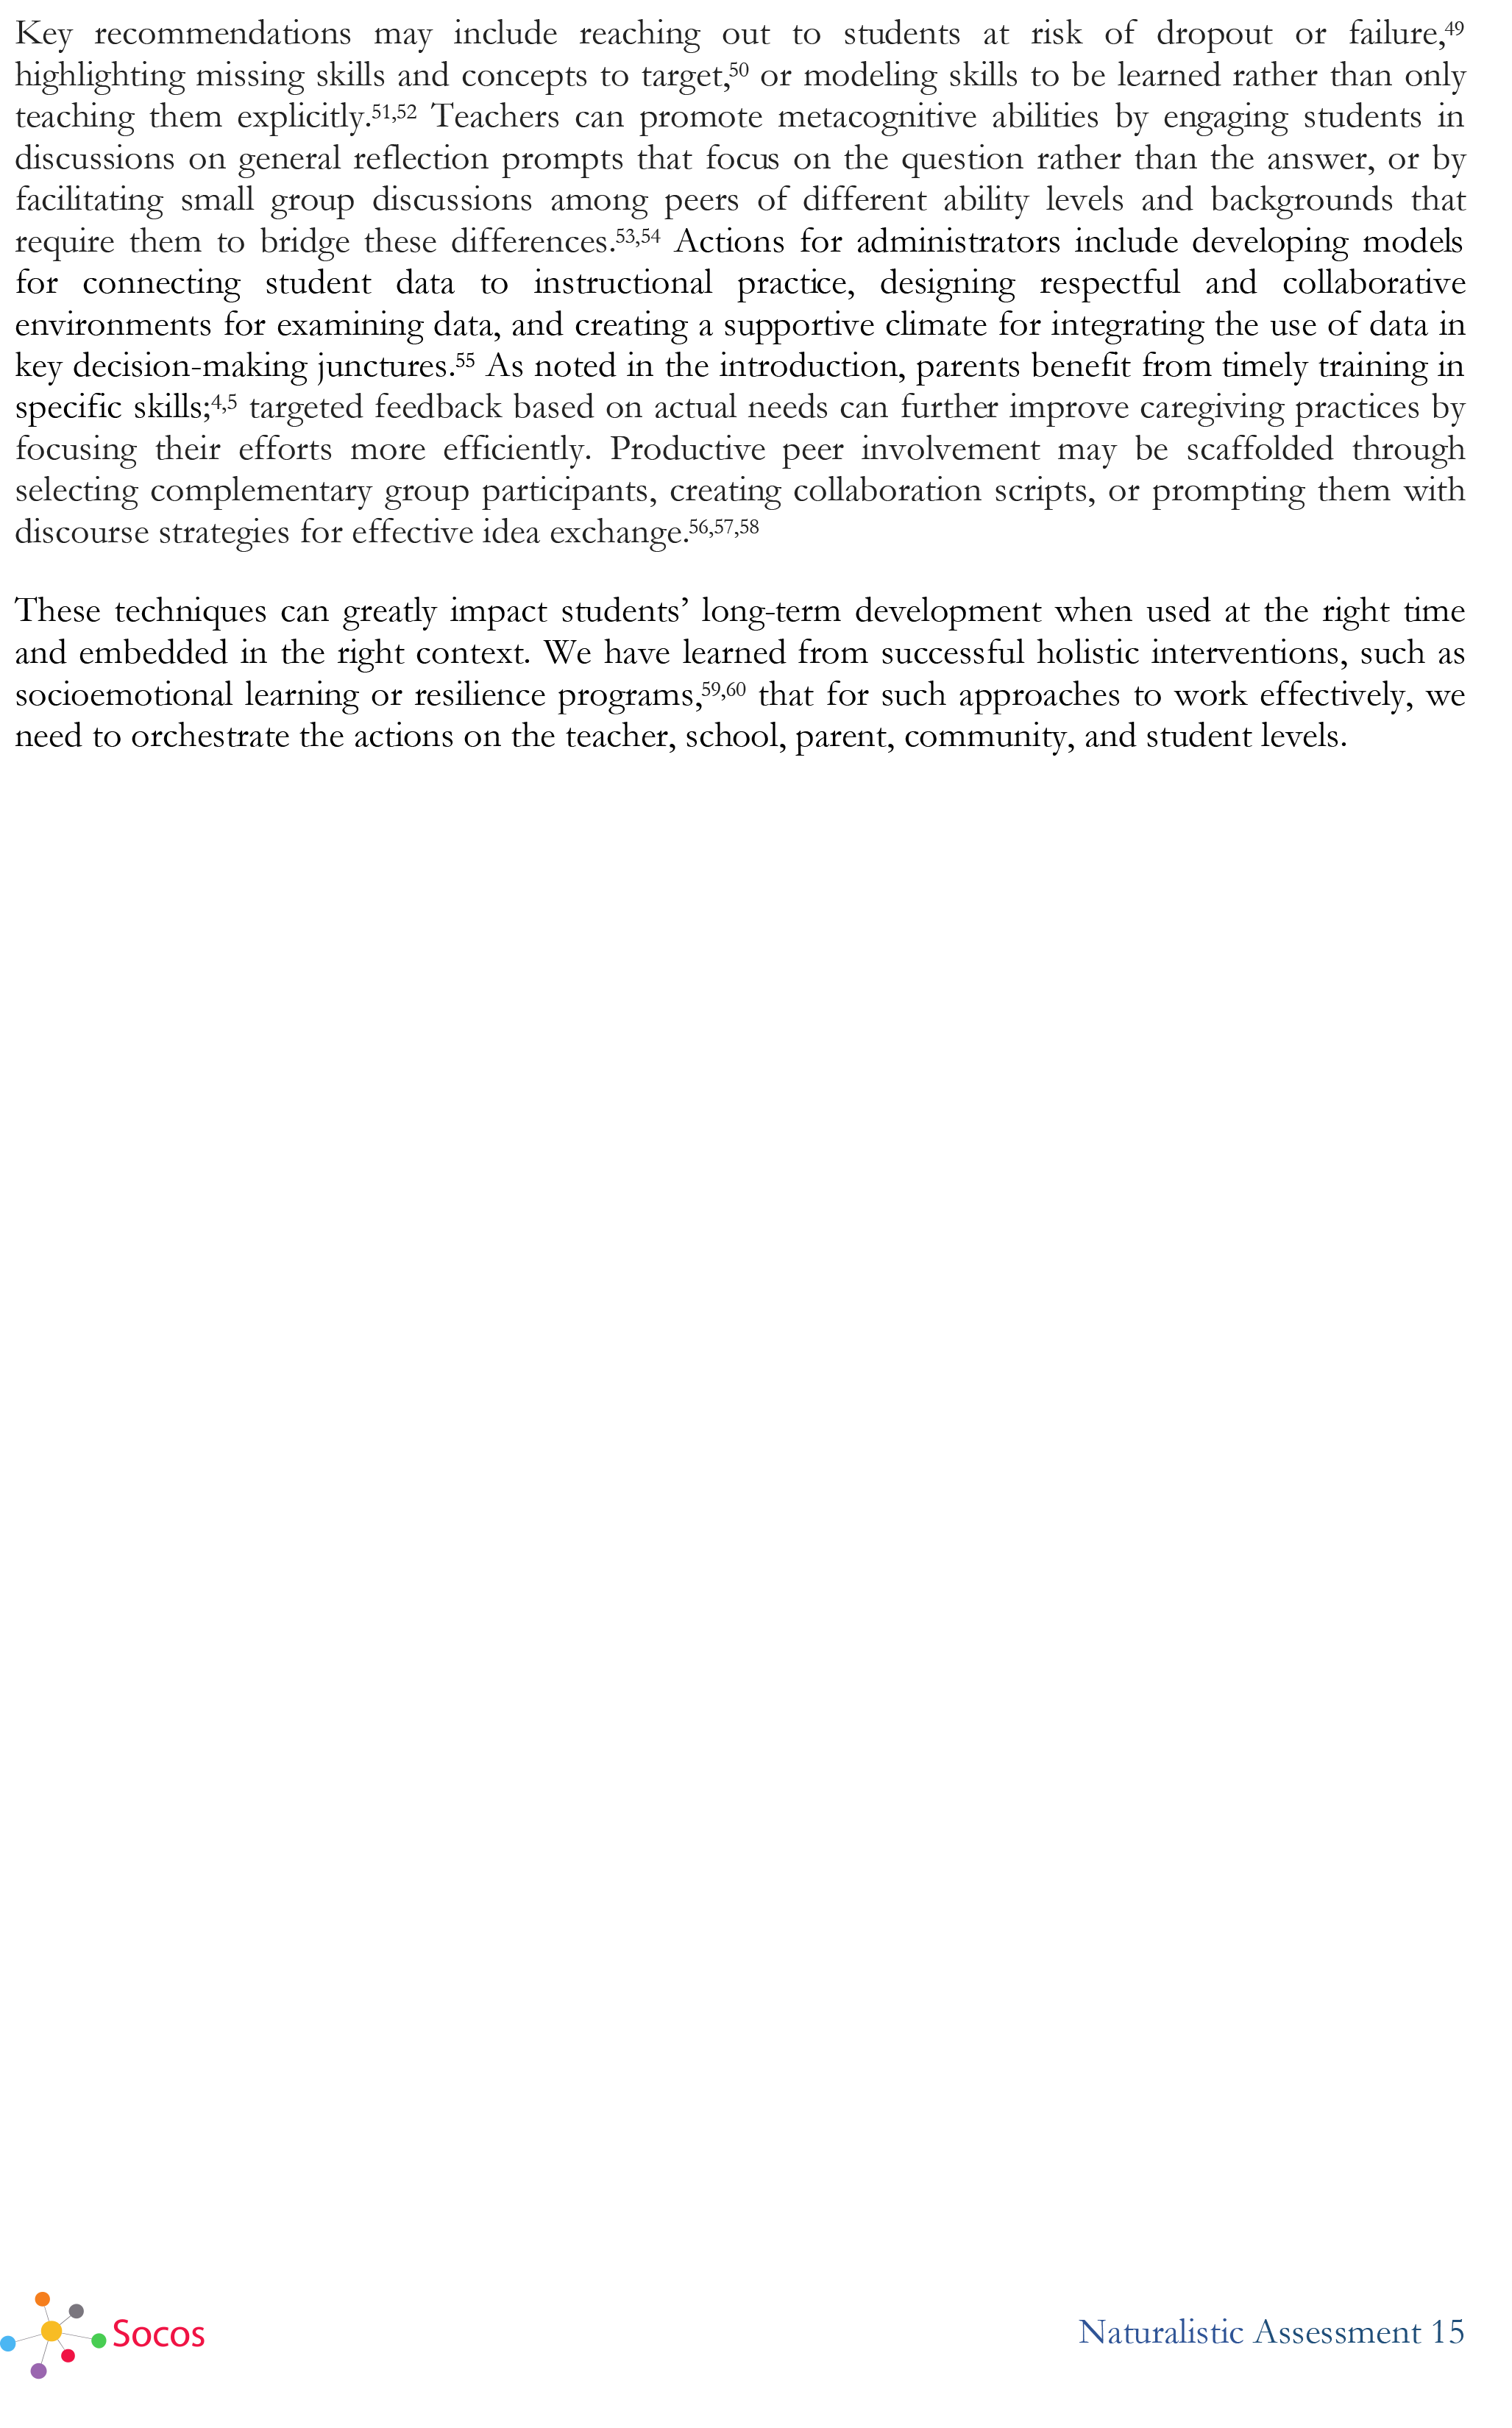 Key recommendations may include reaching out to students at risk of dropout or failure,49
highlighting missing skills and concepts to target,50 or modeling skills to be learned rather than only
teaching them explicitly.51,52 Teachers can promote metacognitive abilities by engaging students in
discussions on general reflection prompts that focus on the question rather than the answer, or by
facilitating small group discussions among peers of different ability levels and backgrounds that
require them to bridge these differences.53,54 Actions for administrators include developing models
for connecting student data to instructional practice, designing respectful and collaborative
environments for examining data, and creating a supportive climate for integrating the use of data in
key decision-making junctures.55 As noted in the introduction, parents benefit from timely training in
specific skills;4,5 targeted feedback based on actual needs can further improve caregiving practices by
focusing their efforts more efficiently. Productive peer involvement may be scaffolded through
selecting complementary group participants, creating collaboration scripts, or prompting them with
discourse strategies for effective idea exchange.56,57,58
These techniques can greatly impact students’ long-term development when used at the right time
and embedded in the right context. We have learned from successful holistic interventions, such as
socioemotional learning or resilience programs,59,60 that for such approaches to work effectively, we
need to orchestrate the actions on the teacher, school, parent, community, and student levels.
Socos
Naturalistic Assessment 15